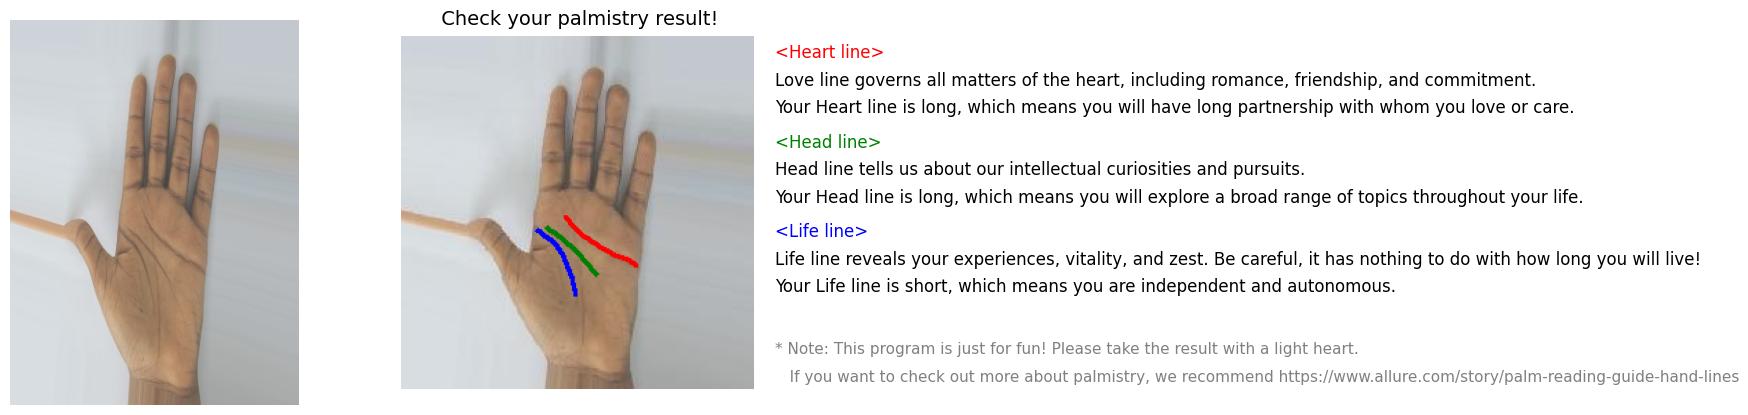 Check your palmistry result!
<Heart line>
Love line governs all matters of the heart, including romance, friendship, and commitment.
Your Heart line is long, which means you will have long partnership with whom you love or care.
<Head line>
Head line tells us about our intellectual curiosities and pursuits.
Your Head line is long, which means you will explore a broad range of topics throughout your life.
<Life line>
Life line reveals your experiences, vitality, and zest. Be careful, it has nothing to do with how long you will live!
Your Life line is short, which means you are independent and autonomous.
* Note: This program is just for fun! Please take the result with a light heart.
If you want to check out more about palmistry, we recommend https://www.allure.com/story/palm-reading-guide-hand-lines